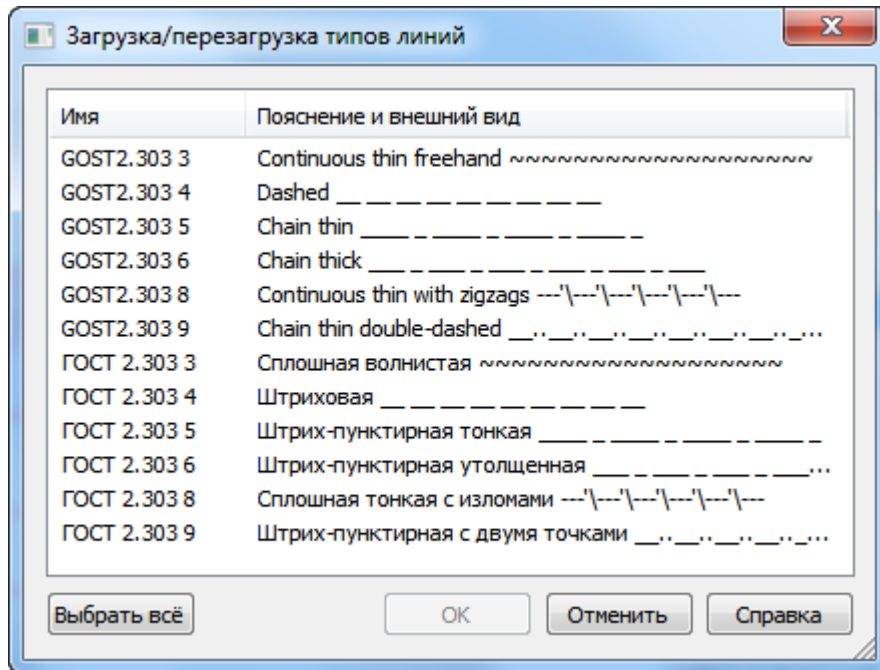 Загрузка/перезагрузка типов линий
Имя Пояснение и внешний вид
GOST2.303 3 Continuous thin freehand ~~~~~~~~~~~~~~~~~~~
GOST2.303 4 Dashed __ __ __ __ __ __ __ __ __
GOST2.303 5 Chain thin ____ _ ____ _ ____ _ ____ _
GOST2.303 6 Chain thick ___ _ ___ _ ___ _ ___ _ ___
GOST2.303 8 Continuous thin with zigzags ---'\---'\---'\---'\---'\---
GOST2.303 9 Chain thin double-dashed __..__..__..__..__..__..__.._...
ГОСТ 2.303 3 Сплошная волнистая ~~~~~~~~~~~~~~~~~~~
ГОСТ 2.303 4 Штриховая __ __ __ __ __ __ __ __ __
ГОСТ 2.303 5 Штрих-пунктирная тонкая ____ _ ____ _ ____ _ ____ _
ГОСТ 2.303 6 Штрих-пунктирная утолщенная ___ _ ___ _ ___ _ ___...
ГОСТ 2.303 8 Сплошная тонкая с изломами ---'\---'\---'\---'\---'\---
ГОСТ 2.303 9 Штрих-пунктирная с двумя точками __..__..__..__.._...
Выбрать всё OK Отменить Справка